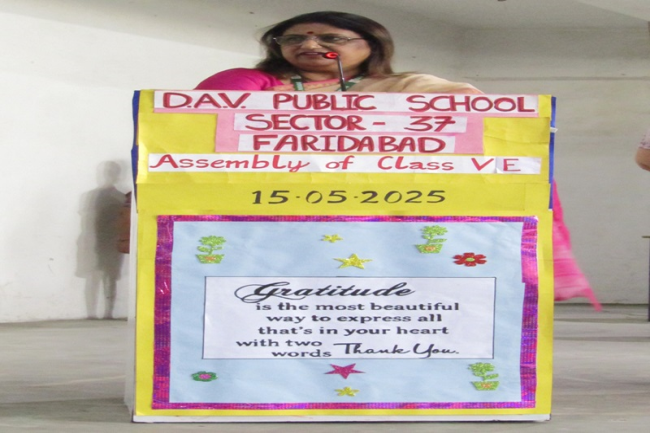 D.A.V. PUBLIC SCHOOL
SECTOR - 37
FARIDABAD
Assembly of Class V E
15-05-2025
Gratitude
is the most beautiful
way to express all
that's in your heart
with two
words Thank You.